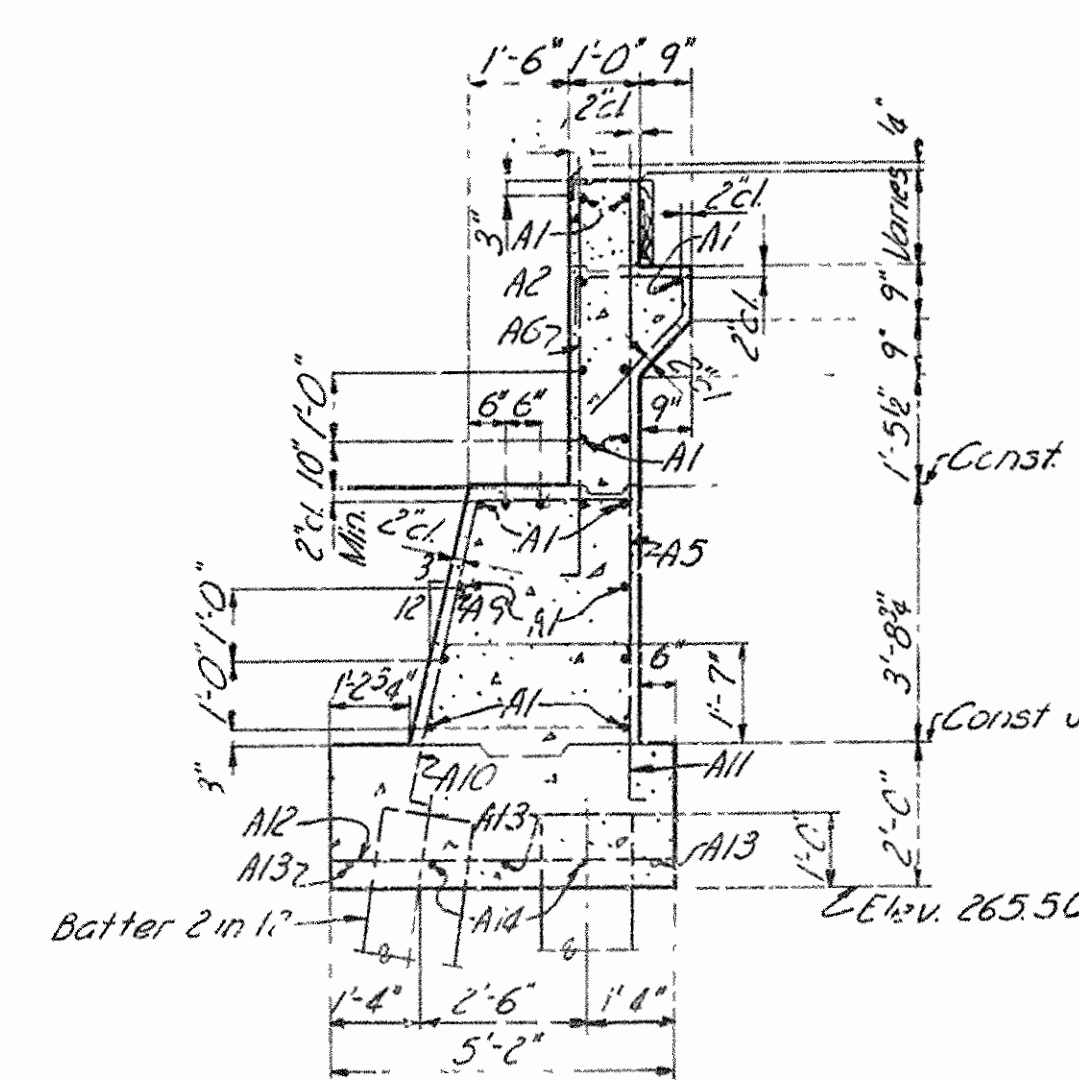 1'-6" 1'-0" 9"
2"cl.
1/4"
Varies
2"cl.
3"
A1
A1
A2
9"
2"cl.
A6
9"
1'-0"
6" 6"
9"
1'-5½"
10"
A1
Const.
2"cl.
Min.
2"cl.
A1
A5
3
12
A9
A1
1'-0"
3'-8¾"
6"
1'-0"
1'-2¾"
1'-7"
A1
Const
3"
A10
A11
A12
A13
A13
A13
1'-0"
2'-0"
Elev. 265.50
Batter 2 in 12
A14
1'-4" 2'-6" 1'4"
5'-2"